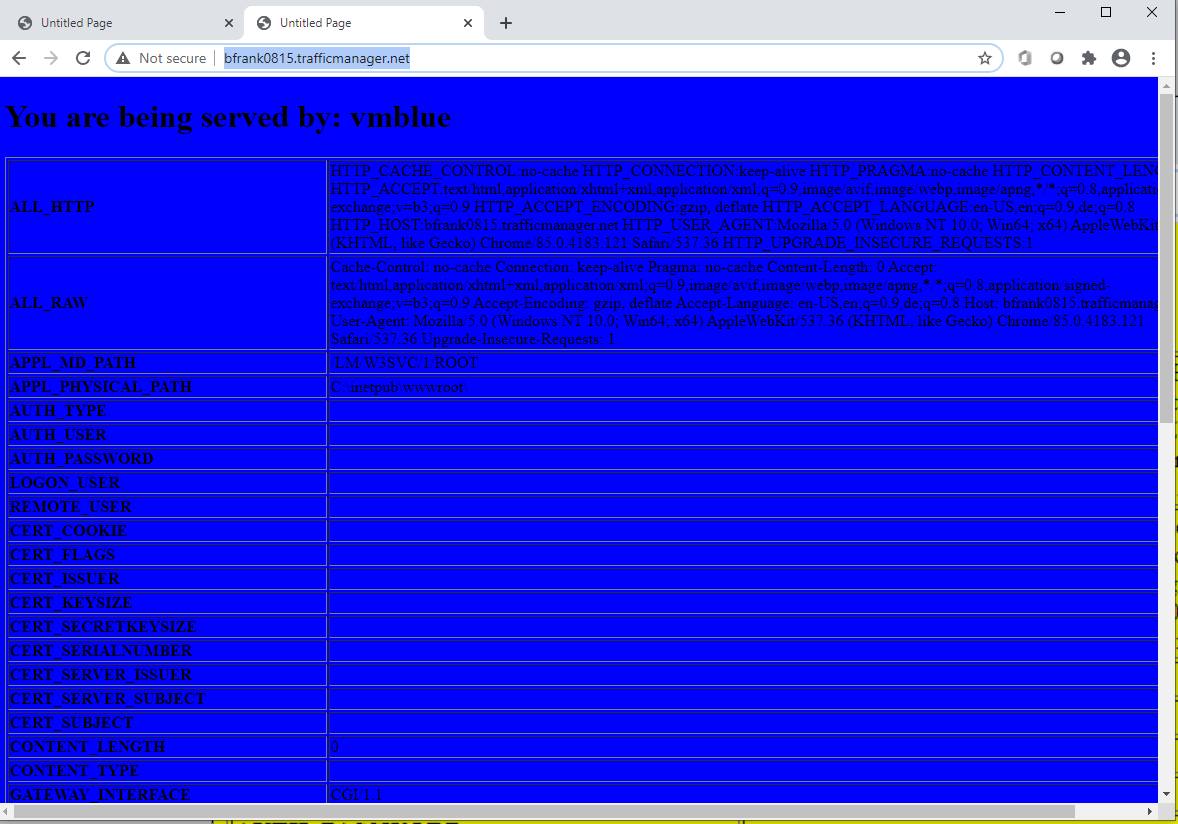 Untitled Page
Untitled Page
Not secure
bfrank0815.trafficmanager.net
You are being served by: vmblue
ALL_HTTP
HTTP_CACHE_CONTROL:no-cache HTTP_CONNECTION:keep-alive HTTP_PRAGMA:no-cache HTTP_CONTENT_LEN
HTTP_ACCEPT:text/html,application/xhtml+xml,application/xml;q=0.9,image/avif,image/webp,image/apng,*/*;q=0.8,applicati
exchange;v=b3;q=0.9 HTTP_ACCEPT_ENCODING:gzip, deflate HTTP_ACCEPT_LANGUAGE:en-US,en;q=0.9,de;q=0.8
HTTP_HOST:bfrank0815.trafficmanager.net HTTP_USER_AGENT:Mozilla/5.0 (Windows NT 10.0; Win64; x64) AppleWebKit
(KHTML, like Gecko) Chrome/85.0.4183.121 Safari/537.36 HTTP_UPGRADE_INSECURE_REQUESTS:1
ALL_RAW
Cache-Control: no-cache Connection: keep-alive Pragma: no-cache Content-Length: 0 Accept:
text/html,application/xhtml+xml,application/xml;q=0.9,image/avif,image/webp,image/apng,*/*;q=0.8,application/signed-
exchange;v=b3;q=0.9 Accept-Encoding: gzip, deflate Accept-Language: en-US,en;q=0.9,de;q=0.8 Host: bfrank0815.trafficmanag
User-Agent: Mozilla/5.0 (Windows NT 10.0; Win64; x64) AppleWebKit/537.36 (KHTML, like Gecko) Chrome/85.0.4183.121
Safari/537.36 Upgrade-Insecure-Requests: 1
APPL_MD_PATH /LM/W3SVC/1/ROOT
APPL_PHYSICAL_PATH C:\inetpub\wwwroot\
AUTH_TYPE
AUTH_USER
AUTH_PASSWORD
LOGON_USER
REMOTE_USER
CERT_COOKIE
CERT_FLAGS
CERT_ISSUER
CERT_KEYSIZE
CERT_SECRETKEYSIZE
CERT_SERIALNUMBER
CERT_SERVER_ISSUER
CERT_SERVER_SUBJECT
CERT_SUBJECT
CONTENT_LENGTH 0
CONTENT_TYPE
GATEWAY_INTERFACE CGI/1.1